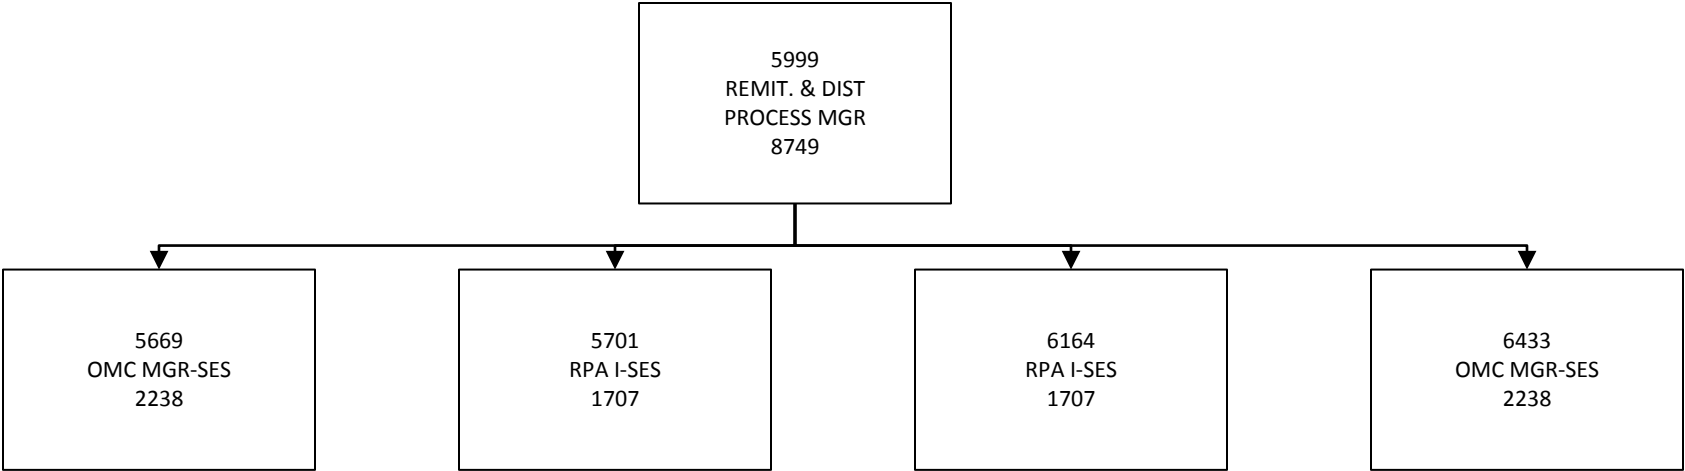 5999
REMIT. & DIST
PROCESS MGR
8749
5669
OMC MGR-SES
2238
5701
RPA I-SES
1707
6164
RPA I-SES
1707
6433
OMC MGR-SES
2238